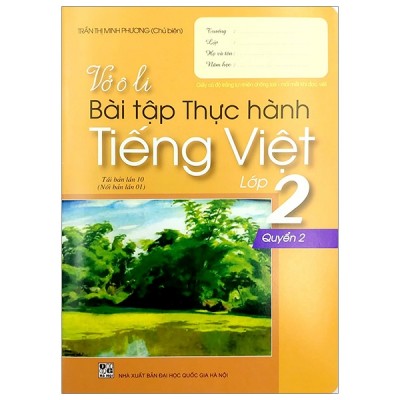 TRẦN THỊ MINH PHƯƠNG (Chủ biên)
Trường:
Lớp:
Họ và tên:
Năm học:
Vở ô li
Bài tập Thực hành
Tiếng Việt
Lớp 2
Tái bản lần 10
(Nối bản lần 01)
Quyển 2
NHÀ XUẤT BẢN ĐẠI HỌC QUỐC GIA HÀ NỘI